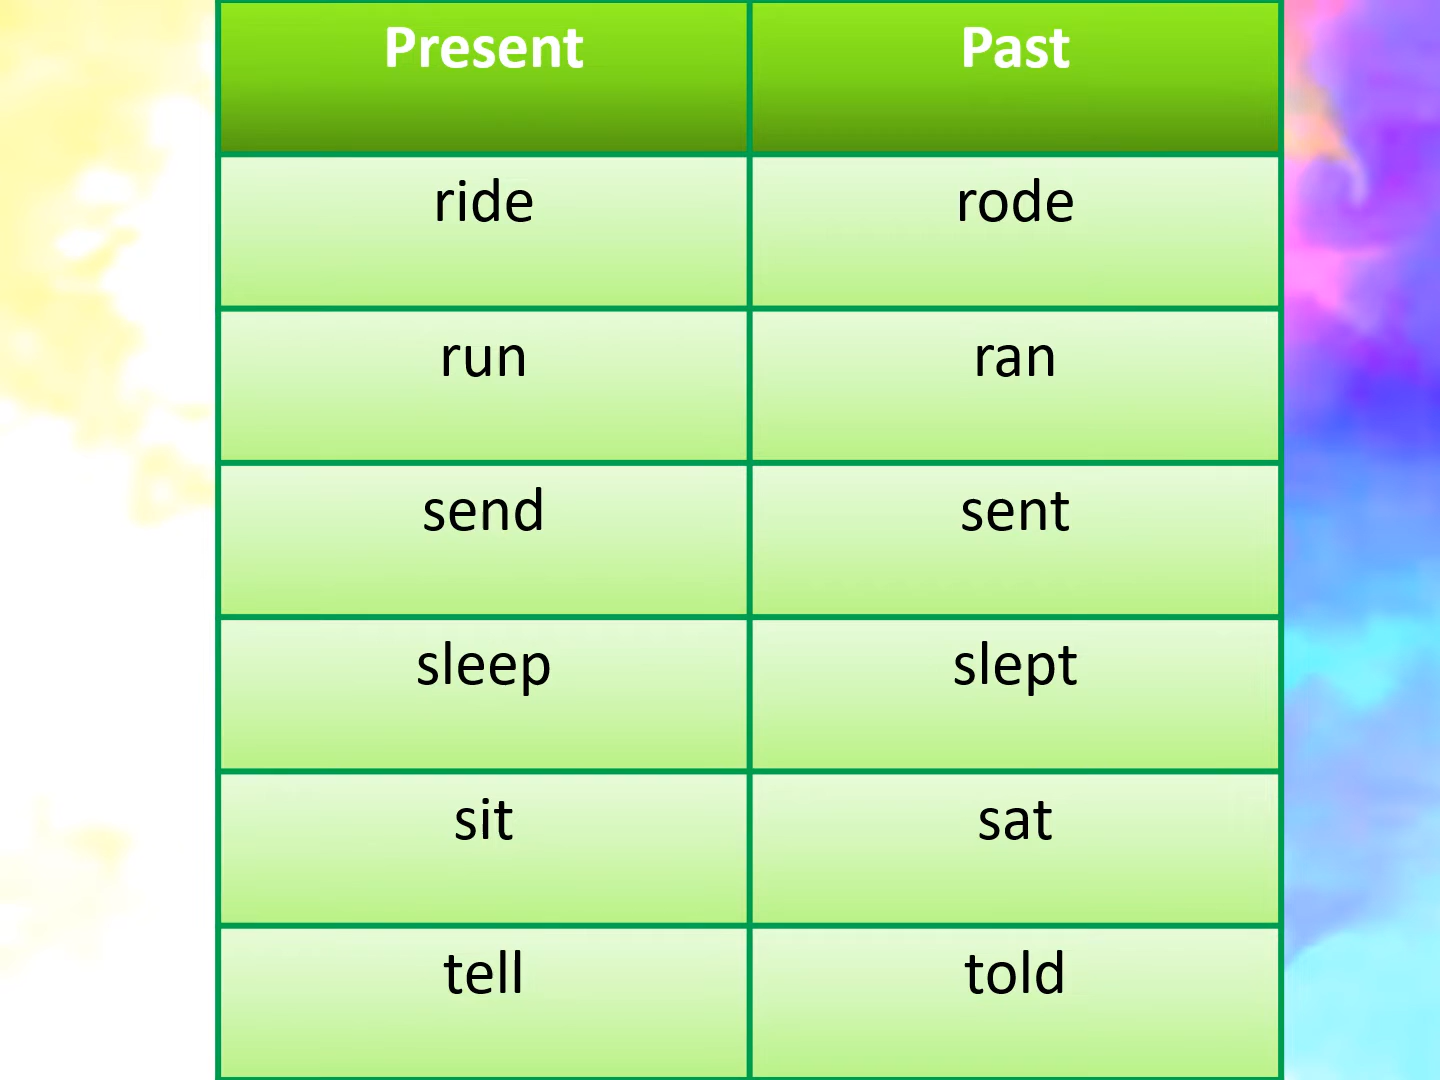 Present Past
ride rode
run ran
send sent
sleep slept
sit sat
tell told